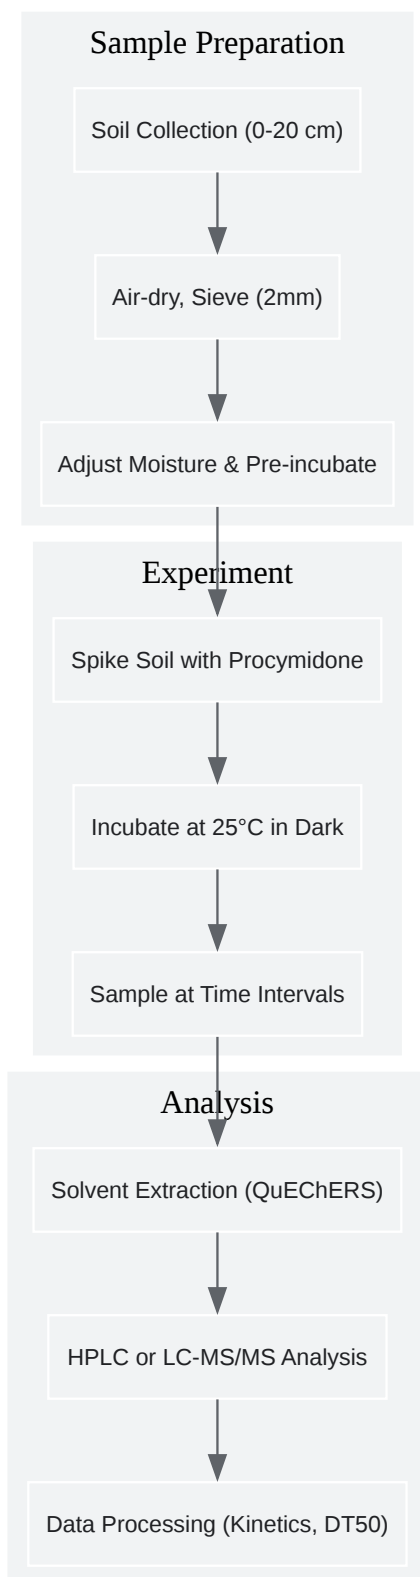 Sample Preparation
Soil Collection (0-20 cm)
Air-dry, Sieve (2mm)
Adjust Moisture & Pre-incubate
Experiment
Spike Soil with Procymidone
Incubate at 25°C in Dark
Sample at Time Intervals
Analysis
Solvent Extraction (QuEChERS)
HPLC or LC-MS/MS Analysis
Data Processing (Kinetics, DT50)